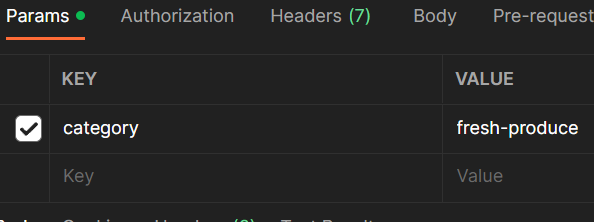 Params Authorization Headers (7) Body Pre-request
KEY VALUE
category fresh-produce
Key Value